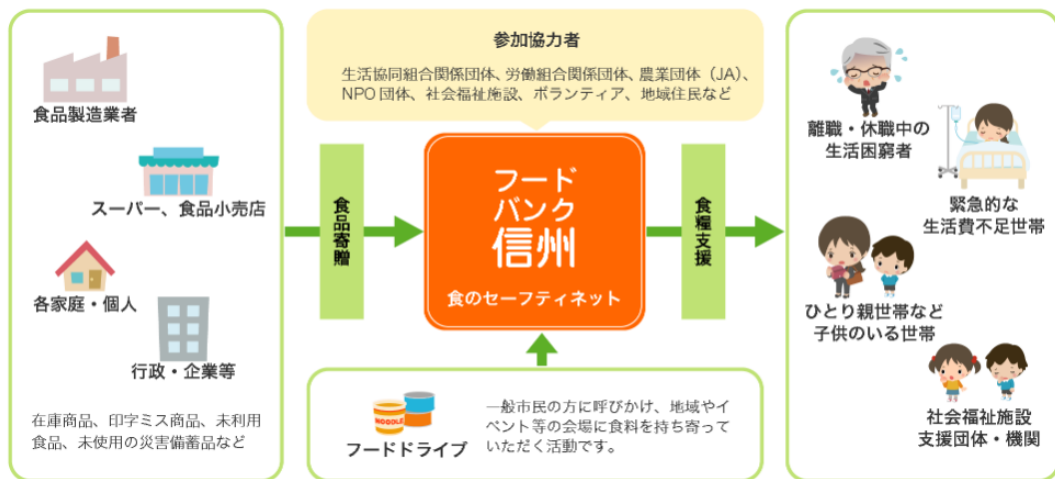 食品製造業者
スーパー、食品小売店
各家庭・個人
行政・企業等
在庫商品、印字ミス商品、未利用
食品、未使用の災害備蓄品など
食品寄贈
参加協力者
生活協同組合関係団体、労働組合関係団体、農業団体（JA）、
NPO団体、社会福祉施設、ボランティア、地域住民など
フード
バンク
信州
食のセーフティネット
NOODLE
フードドライブ
一般市民の方に呼びかけ、地域やイ
ベント等の会場に食料を持ち寄って
いただく活動です。
食糧支援
離職・休職中の
生活困窮者
緊急的な
生活費不足世帯
ひとり親世帯など
子供のいる世帯
社会福祉施設
支援団体・機関